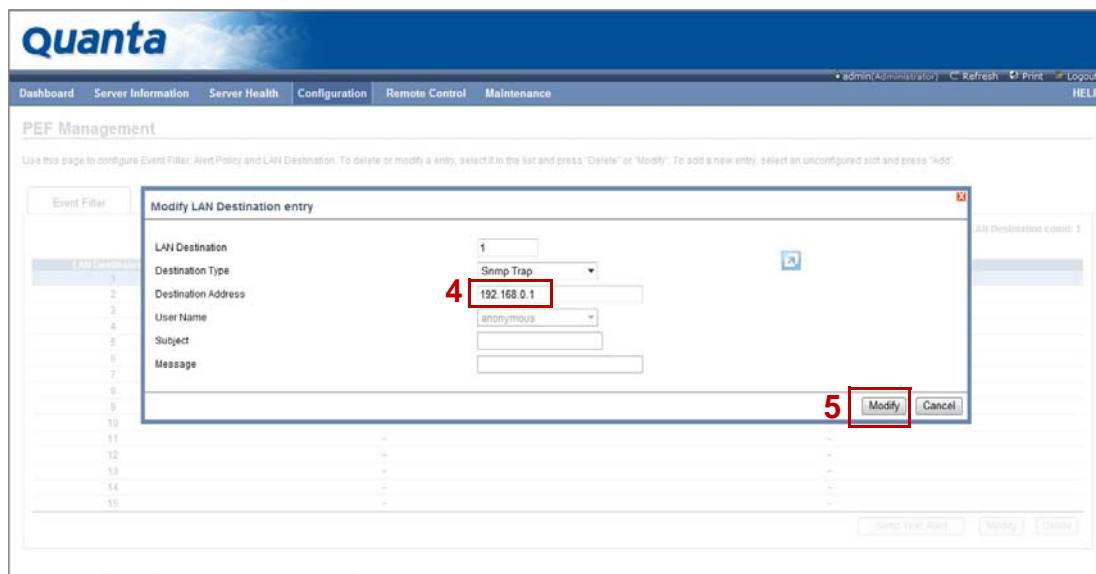 Quanta
admin(Administrator) Refresh Print Logout
Dashboard Server Information Server Health Configuration Remote Control Maintenance HELP
PEF Management
Use this page to configure Event Filter, Alert Policy and LAN Destination. To delete or modify a entry, select it in the list and press "Delete" or "Modify". To add a new entry, select an unconfigured slot and press "Add".
Event Filter
Modify LAN Destination entry
LAN Destination count: 1
LAN Destination 1
LAN Destination
Destination Type Snmp Trap
1
Destination Address 4 192.168.0.1
2
User Name anonymous
3
4
Subject
5
Message
6
7
8
9
5 Modify Cancel
10
11 ~ ~
12 ~ ~
13 ~ ~
14 ~ ~
15 ~ ~
Send Test Alert Modify Delete